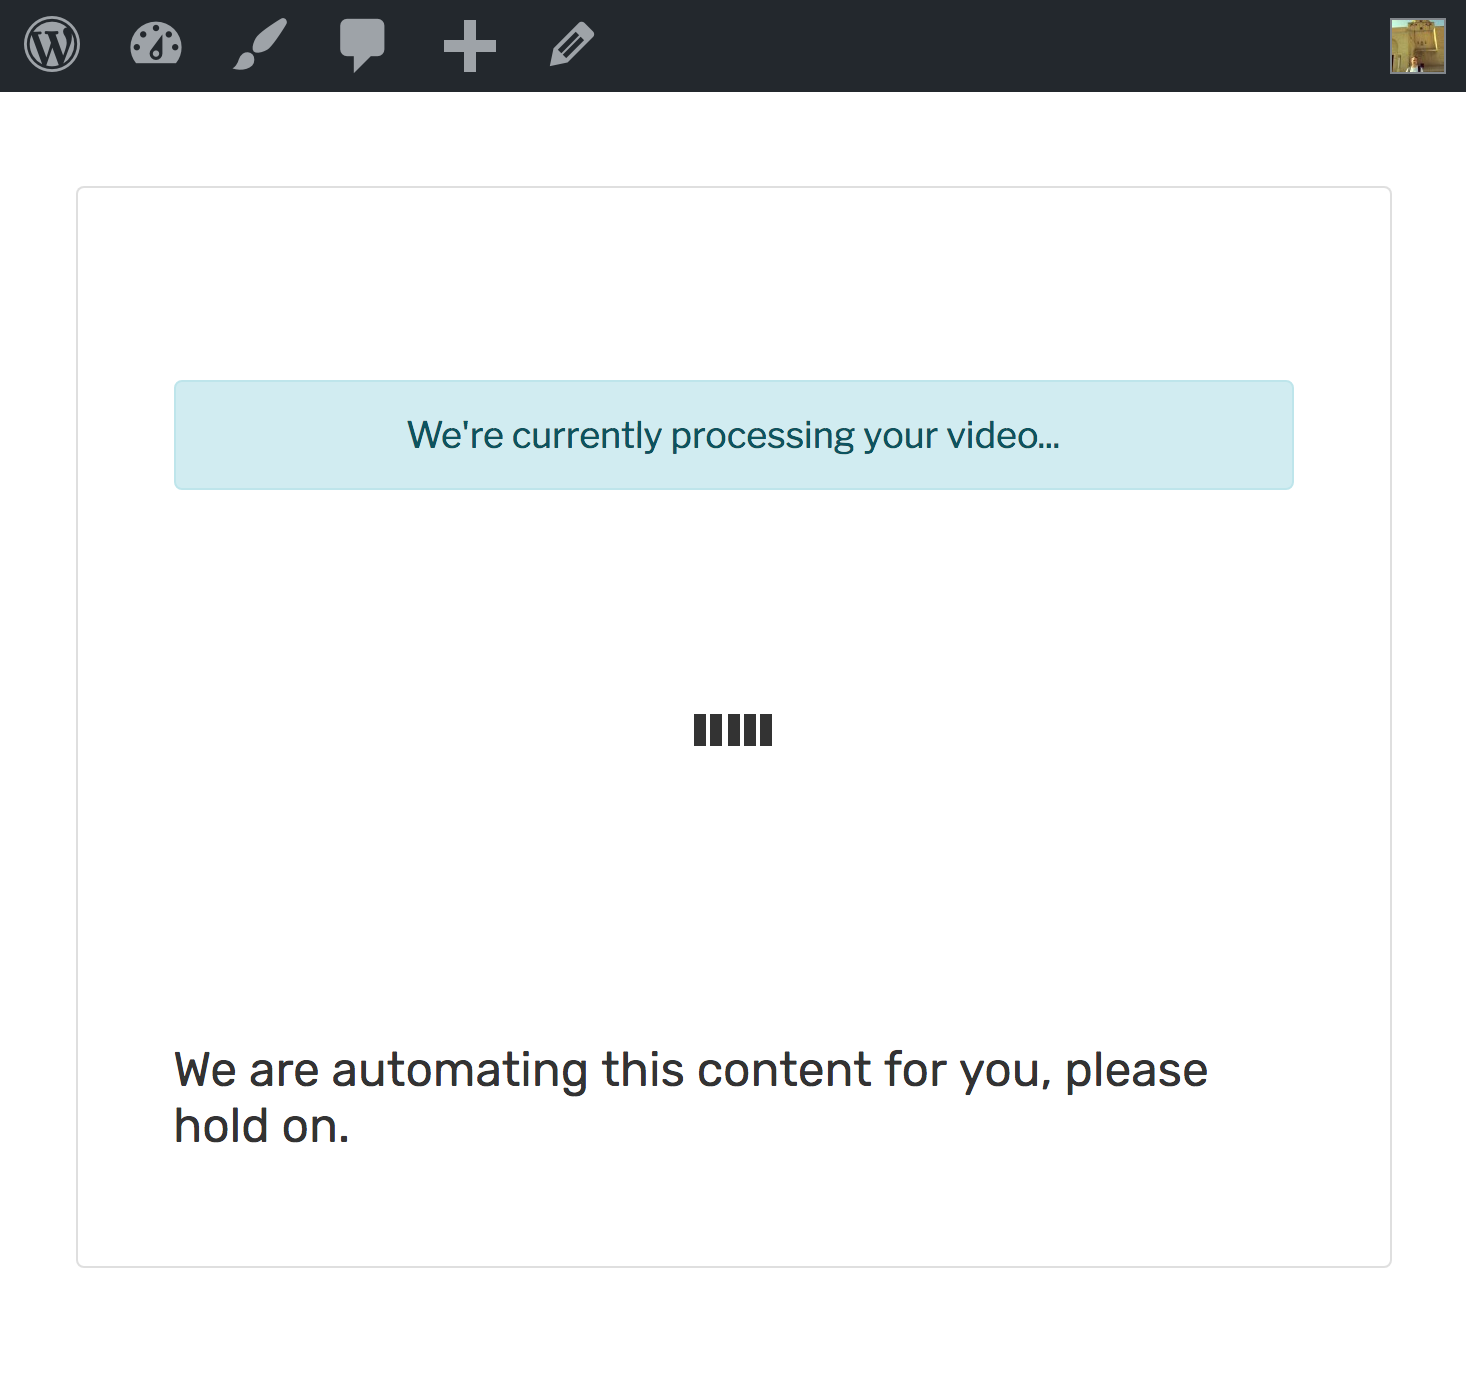 We're currently processing your video...
We are automating this content for you, please
hold on.